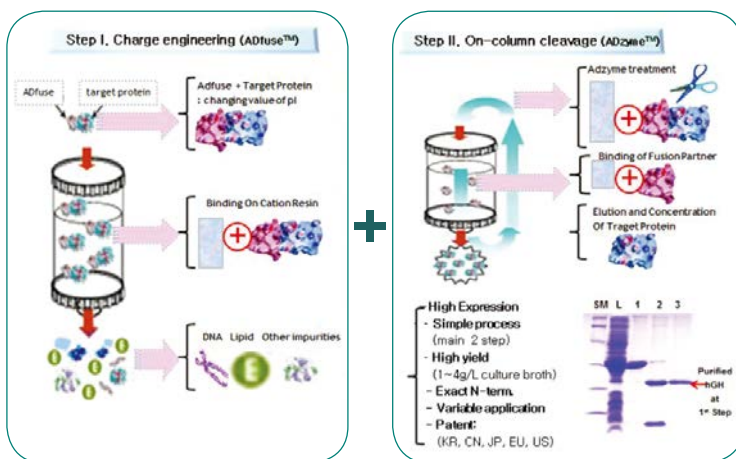 Step I. Charge engineering (ADfuse™)
ADfuse
target protein
Adfuse + Target Protein
: changing value of pI
Binding On Cation Resin
DNA Lipid Other impurities
+
Step II. On-column cleavage (ADzyme™)
Adzyme treatment
Binding of Fusion Partner
Elution and Concentration
Of Traget Protein
High Expression
- Simple process
(main 2 step)
- High yield
(1~4g/L culture broth)
- Exact N-term.
- Variable application
- Patent:
(KR, CN, JP, EU, US)
SM L 1 2 3
Purified
hGH
at
1st Step